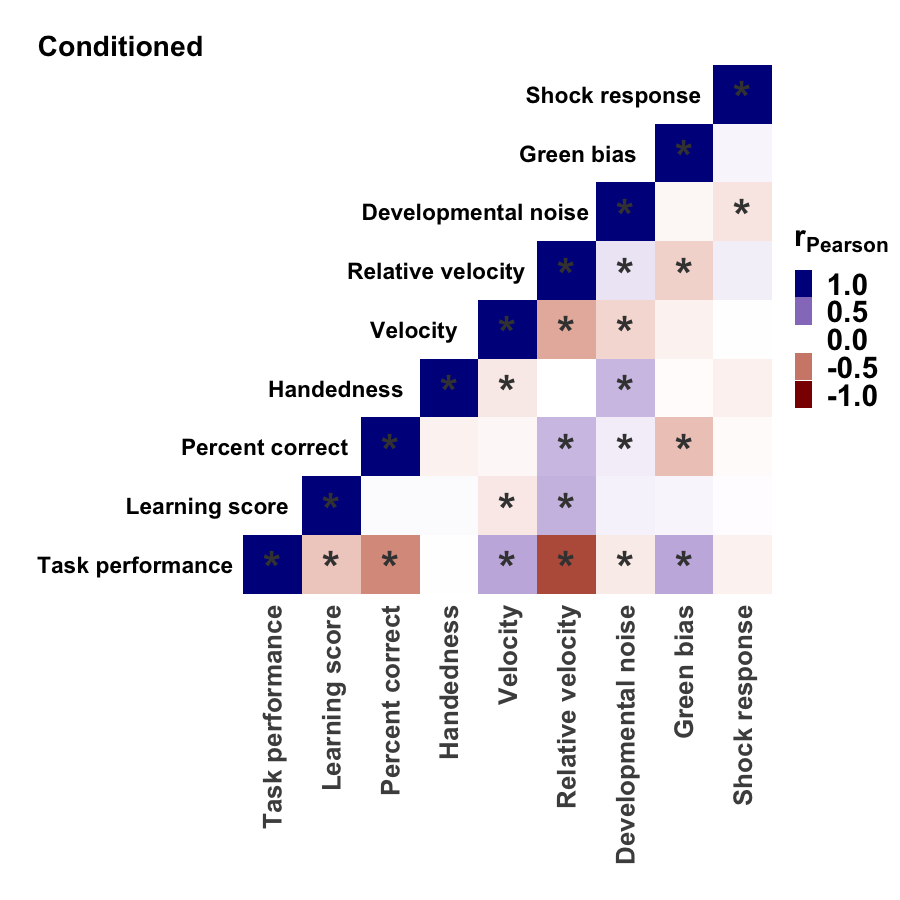 Conditioned
Shock response *
Green bias *
Developmental noise * *
Relative velocity * * *
Velocity * * *
Handedness * * *
Percent correct * * * *
Learning score * * *
Task performance * * * * * * *
Task performance
Learning score
Percent correct
Handedness
Velocity
Relative velocity
Developmental noise
Green bias
Shock response
rPearson
1.0
0.5
0.0
-0.5
-1.0